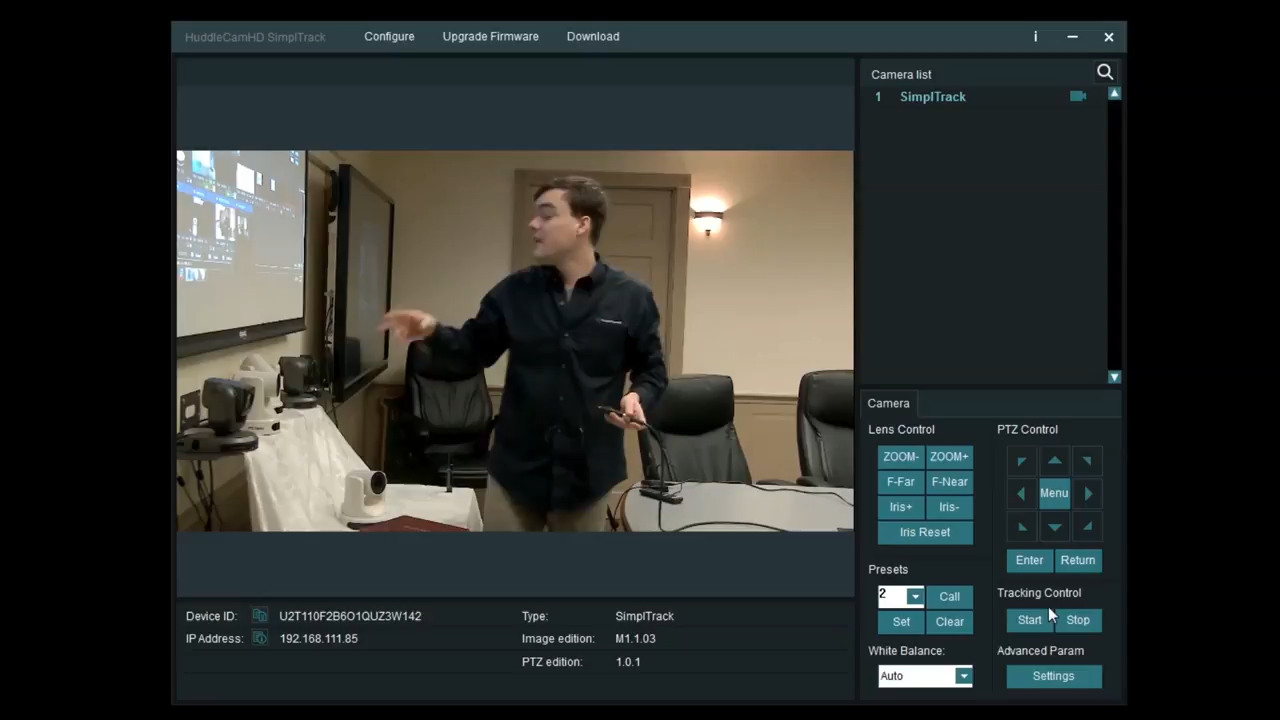 HuddleCamHD SimplTrack
Configure
Upgrade Firmware
Download
Camera list
1 SimplTrack
Camera
Lens Control
PTZ Control
ZOOM- ZOOM+
F-Far F-Near
Menu
Iris+ Iris-
Iris Reset
Enter Return
Presets
Tracking Control
2 Call
Set Clear
Start Stop
White Balance:
Advanced Param
Auto
Settings
Device ID: U2T110F2B6O1QUZ3W142
Type: SimplTrack
IP Address: 192.168.111.85
Image edition: M1.1.03
PTZ edition: 1.0.1